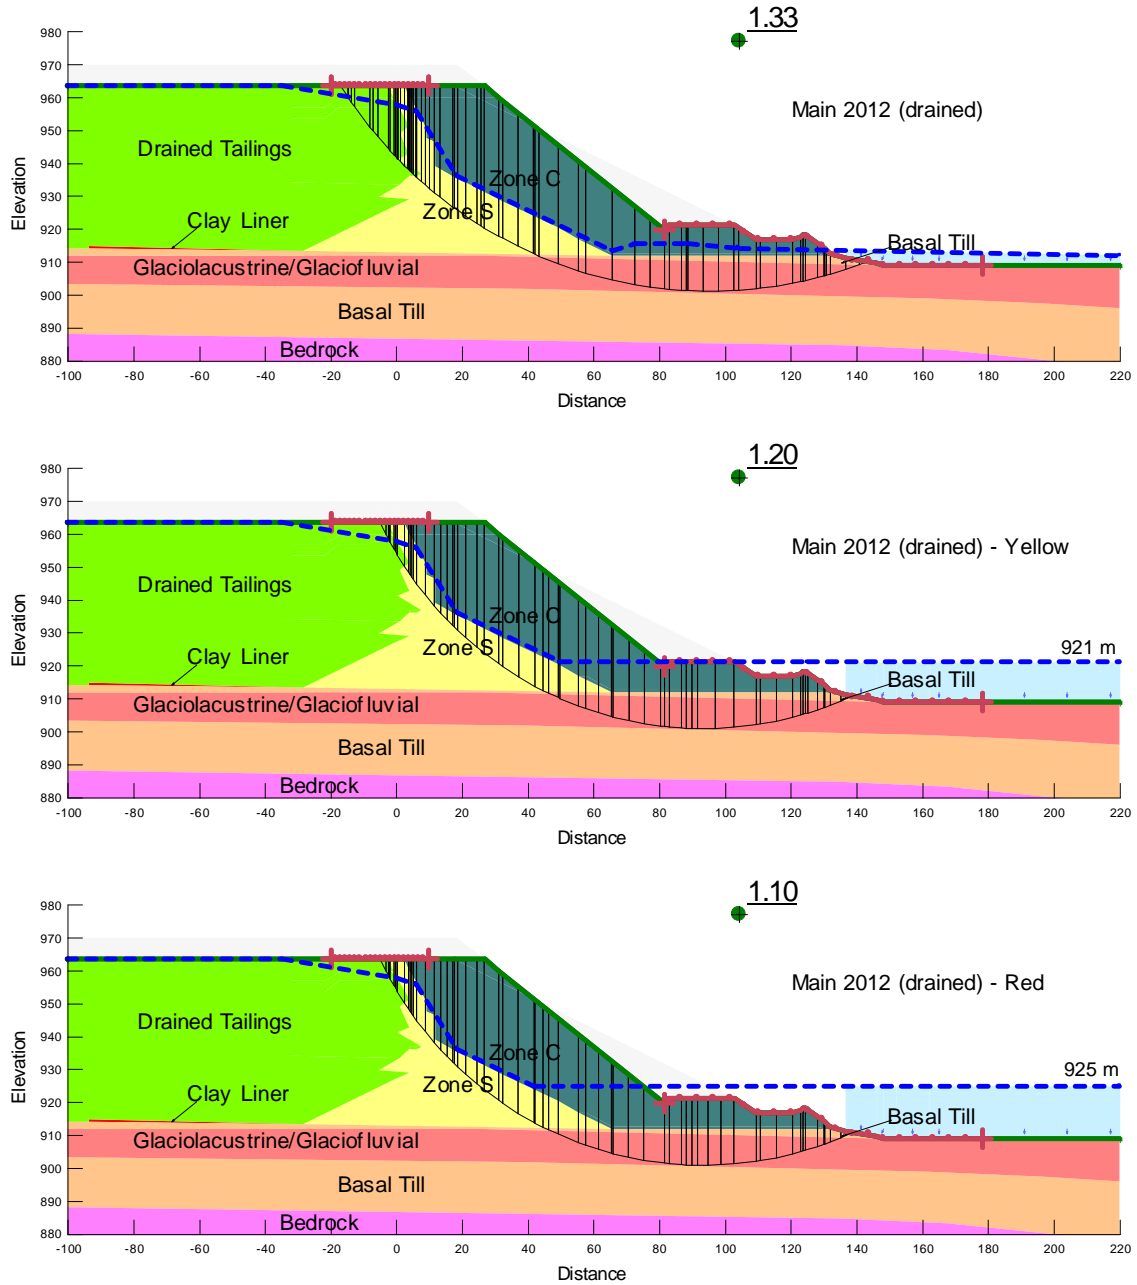 1.33
980
970
960
950
940
930
920
910
900
890
880
Elevation
Main 2012 (drained)
Drained Tailings
Zone C
Zone S
Clay Liner
Basal Till
Glaciolacustrine/Glaciofluvial
Basal Till
Bedrock
-100 -80 -60 -40 -20 0 20 40 60 80 100 120 140 160 180 200 220
Distance
1.20
980
970
960
950
940
930
920
910
900
890
880
Elevation
Main 2012 (drained) - Yellow
Drained Tailings
Zone C
Zone S
921 m
Clay Liner
Basal Till
Glaciolacustrine/Glaciofluvial
Basal Till
Bedrock
-100 -80 -60 -40 -20 0 20 40 60 80 100 120 140 160 180 200 220
Distance
1.10
980
970
960
950
940
930
920
910
900
890
880
Elevation
Main 2012 (drained) - Red
Drained Tailings
Zone C
925 m
Zone S
Clay Liner
Basal Till
Glaciolacustrine/Glaciofluvial
Basal Till
Bedrock
-100 -80 -60 -40 -20 0 20 40 60 80 100 120 140 160 180 200 220
Distance